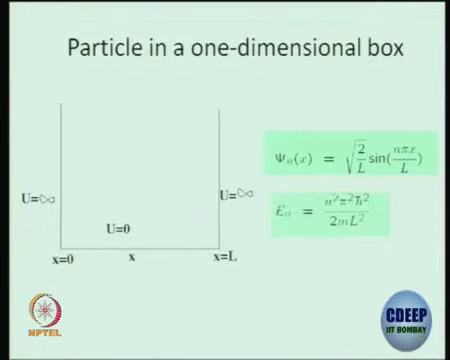 Particle in a one-dimensional box
Ψₙ(x) = √(2/L) sin(nπx/L)
U=∞
U=∞
Eₙ = n²π²ħ²/2mL²
U=0
x=0
x
x=L
NPTEL
CDEEP
IIT BOMBAY